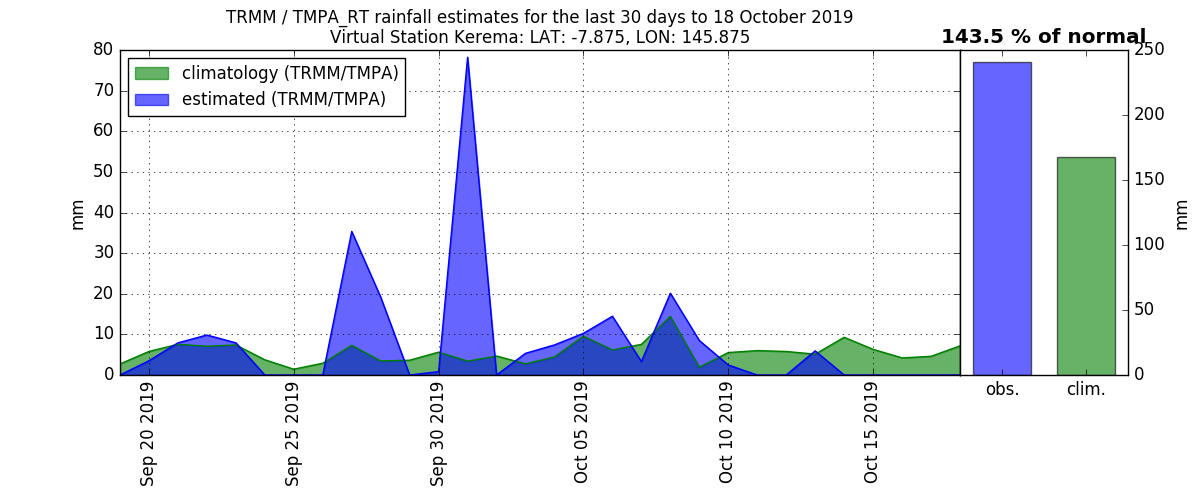 TRMM / TMPA_RT rainfall estimates for the last 30 days to 18 October 2019
Virtual Station Kerema: LAT: -7.875, LON: 145.875
143.5 % of normal
climatology (TRMM/TMPA)
estimated (TRMM/TMPA)
80
70
60
50
40
30
20
10
0
mm
Sep 20 2019
Sep 25 2019
Sep 30 2019
Oct 05 2019
Oct 10 2019
Oct 15 2019
250
200
150
100
50
0
mm
obs.
clim.